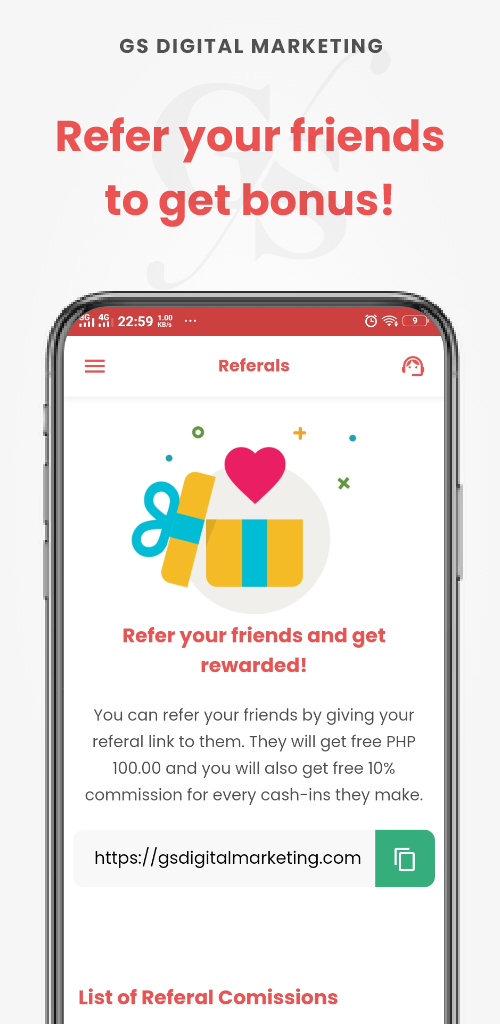 GS DIGITAL MARKETING
Refer your friends
to get bonus!
3G 4G 22:59 1.00 KB/s ... 9
Referals
Refer your friends and get
rewarded!
You can refer your friends by giving your
referal link to them. They will get free PHP
100.00 and you will also get free 10%
commission for every cash-ins they make.
https://gsdigitalmarketing.com
List of Referal Comissions